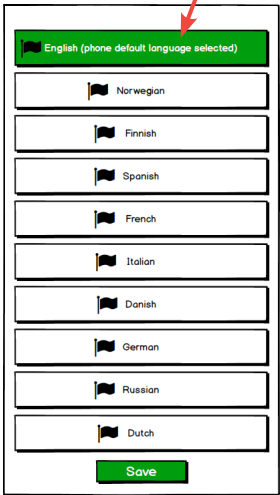 English (phone default language selected)
Norwegian
Finnish
Spanish
French
Italian
Danish
German
Russian
Dutch
Save